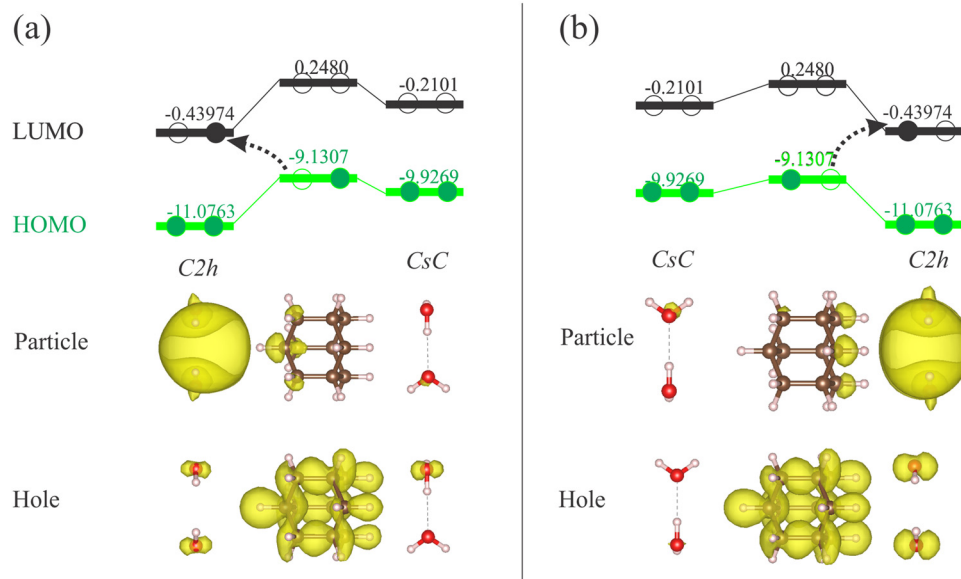 (a)
0.2480
-0.2101
-0.43974
LUMO
-9.1307
-9.9269
-11.0763
HOMO
C2h
CsC
Particle
Hole
(b)
0.2480
-0.2101
-0.43974
-9.1307
-9.9269
-11.0763
CsC
C2h
Particle
Hole